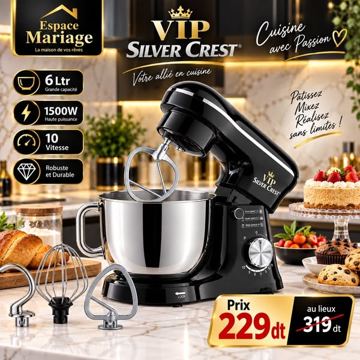 Espace
Mariage
La maison de vos rêves
VIP
SILVER CREST®
Votre allié en cuisine
Cuisine
avec Passion
6 Ltr
Grande capacité
1500W
Haute puissance
10
Vitesse
Robuste
et Durable
Patissez
Mixez
Réalisez
sans limites !
VIP
SILVER CREST
Prix
229dt
au lieux
319dt